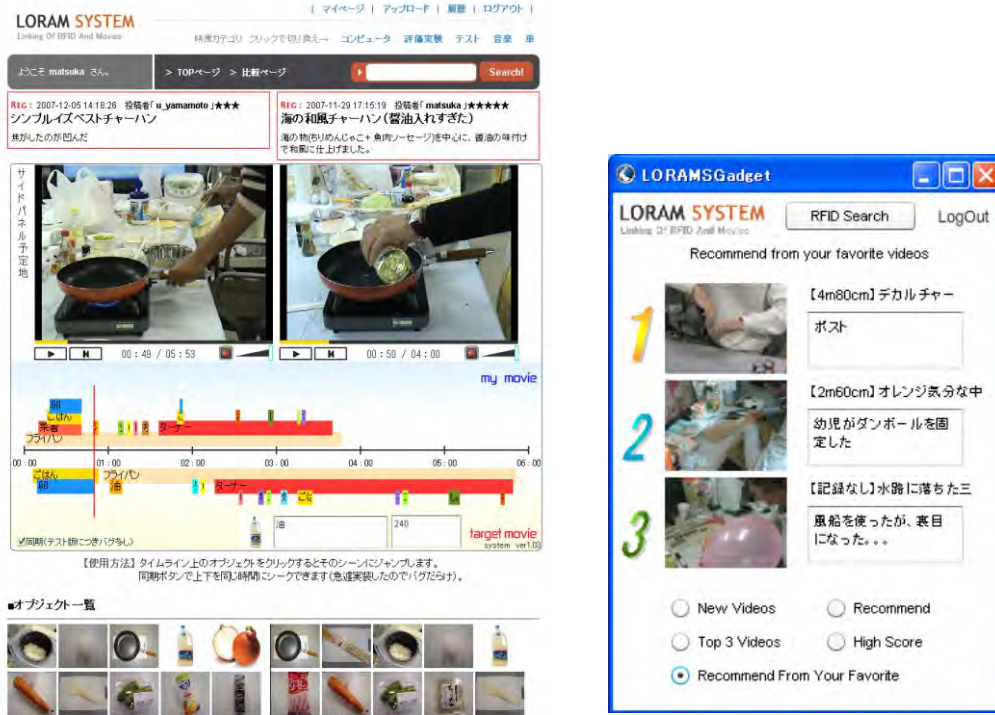 | マイページ | アップロード | 履歴 | ログアウト |
LORAM SYSTEM
Linking Of RFID And Movies
コンピュータ 評価実験 テスト 音楽 車
ようこそ matsuka さん。
> TOPページ > 比較ページ
Search!
REG : 2007-12-05 14:18:26 投稿者「u_yamamoto」★★★
シンプルイズベストチャーハン
焦がしたのが凹んだ
REG : 2007-11-29 17:15:19 投稿者「matsuka」★★★★★
海の和風チャーハン(醤油入れすぎた)
海の物(ちりめんじゃこ+魚肉ソーセージ)を中心に、醤油の味付け
で和風に仕上げました。
サイドパネル予定地
00:49 / 05:53
00:50 / 04:00
my movie
卵
ごはん
菜箸
ターナー
フライパン
00:00 01:00 02:00 03:00 04:00 05:00 06:00
ごはん
フライパン
卵
油
ターナー
油
240
target movie
system ver1.03
✓同期(テスト版につきバグ多し)
【使用方法】タイムライン上のオブジェクトをクリックするとそのシーンにジャンプします。
同期ボタンで上下を同じ時間にシークできます(急遽実装したのでバグだらけ)。
■オブジェクト一覧
LORAMSGadget
LORAM SYSTEM
Linking Of RFID And Movies
RFID Search
LogOut
Recommend from your favorite videos
1
【4m80cm】デカルチャー
ポスト
2
【2m60cm】オレンジ気分な中
幼児がダンボールを固
定した
3
【記録なし】水路に落ちた三
風船を使ったが、裏目
になった。。。
New Videos
Recommend
Top 3 Videos
High Score
Recommend From Your Favorite